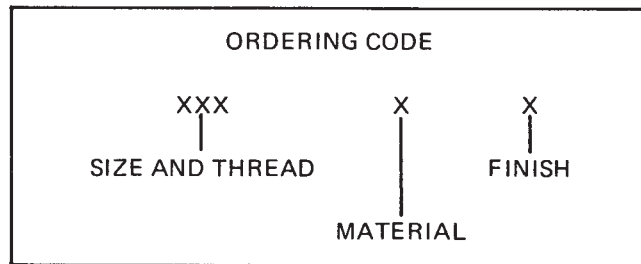 ORDERING CODE
XXX X X
SIZE AND THREAD FINISH
MATERIAL